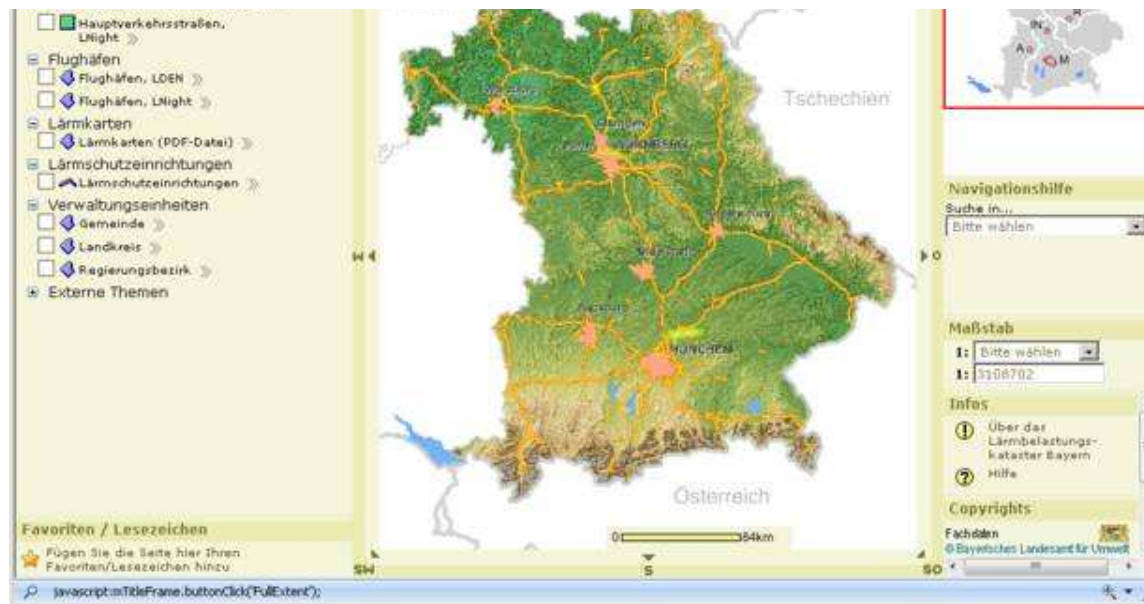 Hauptverkehrsstraßen,
LNight
Flughäfen
Flughäfen, LDEN
Flughäfen, LNight
Lärmkarten
Lärmkarten (PDF-Datei)
Lärmschutzeinrichtungen
Lärmschutzeinrichtungen
Verwaltungseinheiten
Gemeinde
Landkreis
Regierungsbezirk
Externe Themen
Favoriten / Lesezeichen
Fügen Sie die Seite hier Ihren
Favoriten/Lesezeichen hinzu
W
Tschechien
NÜRNBERG
MÜNCHEN
Österreich
0 84km
SW
S
SO
O
IN
R
A
M
Navigationshilfe
Suche in...
Bitte wählen
Maßstab
1: Bitte wählen
1: 3108702
Infos
Über das
Lärmbelastungs-
kataster Bayern
Hilfe
Copyrights
Fachdaten
© Bayerisches Landesamt für Umwelt
javascript:mTitleFrame.buttonClick('FullExtent');